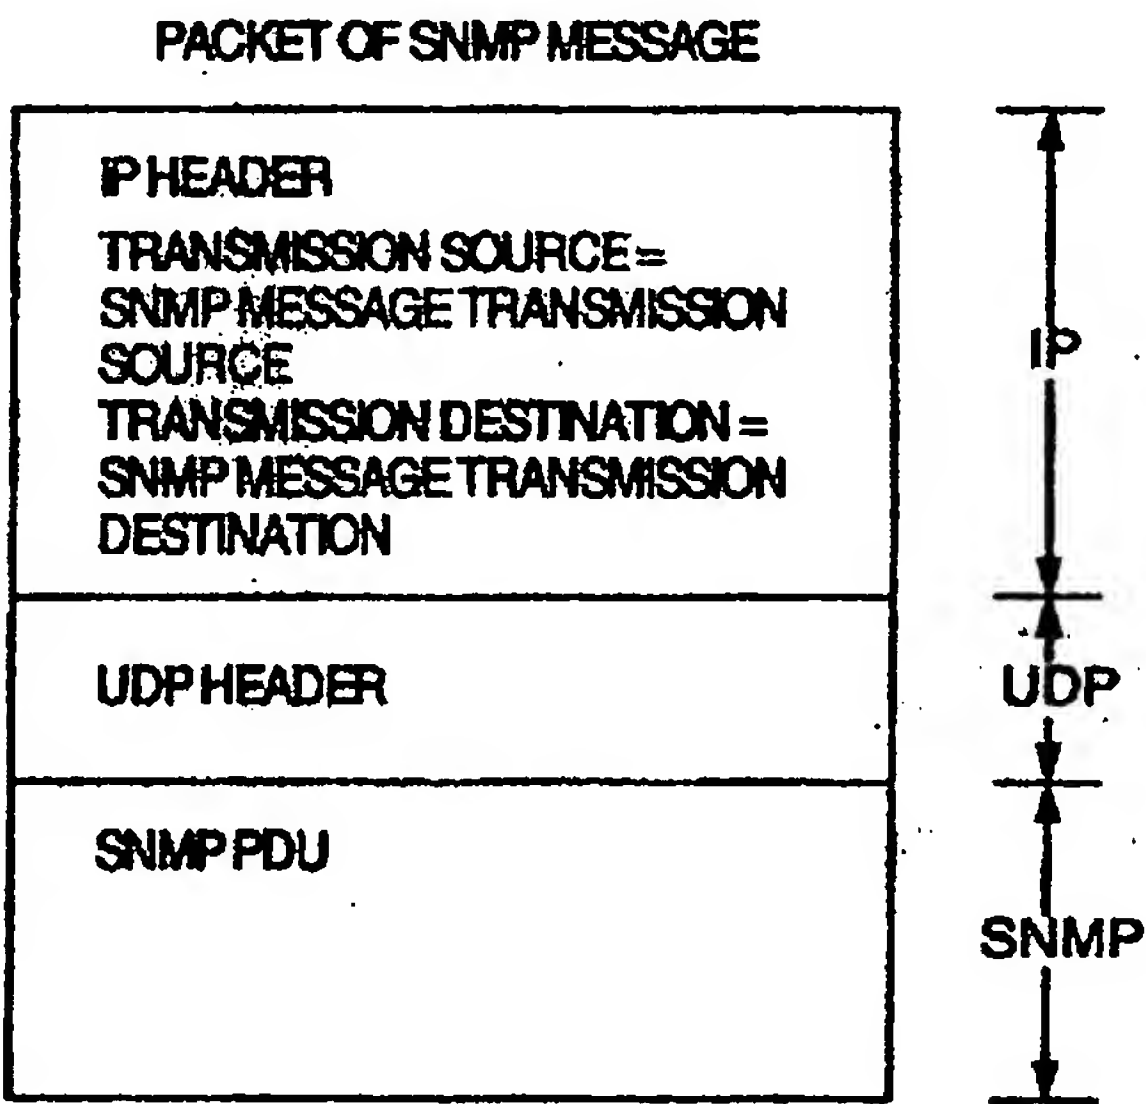 PACKET OF SNMP MESSAGE
IP HEADER
TRANSMISSION SOURCE =
SNMP MESSAGE TRANSMISSION
SOURCE
TRANSMISSION DESTINATION =
SNMP MESSAGE TRANSMISSION
DESTINATION
IP
UDP HEADER
UDP
SNMP PDU
SNMP